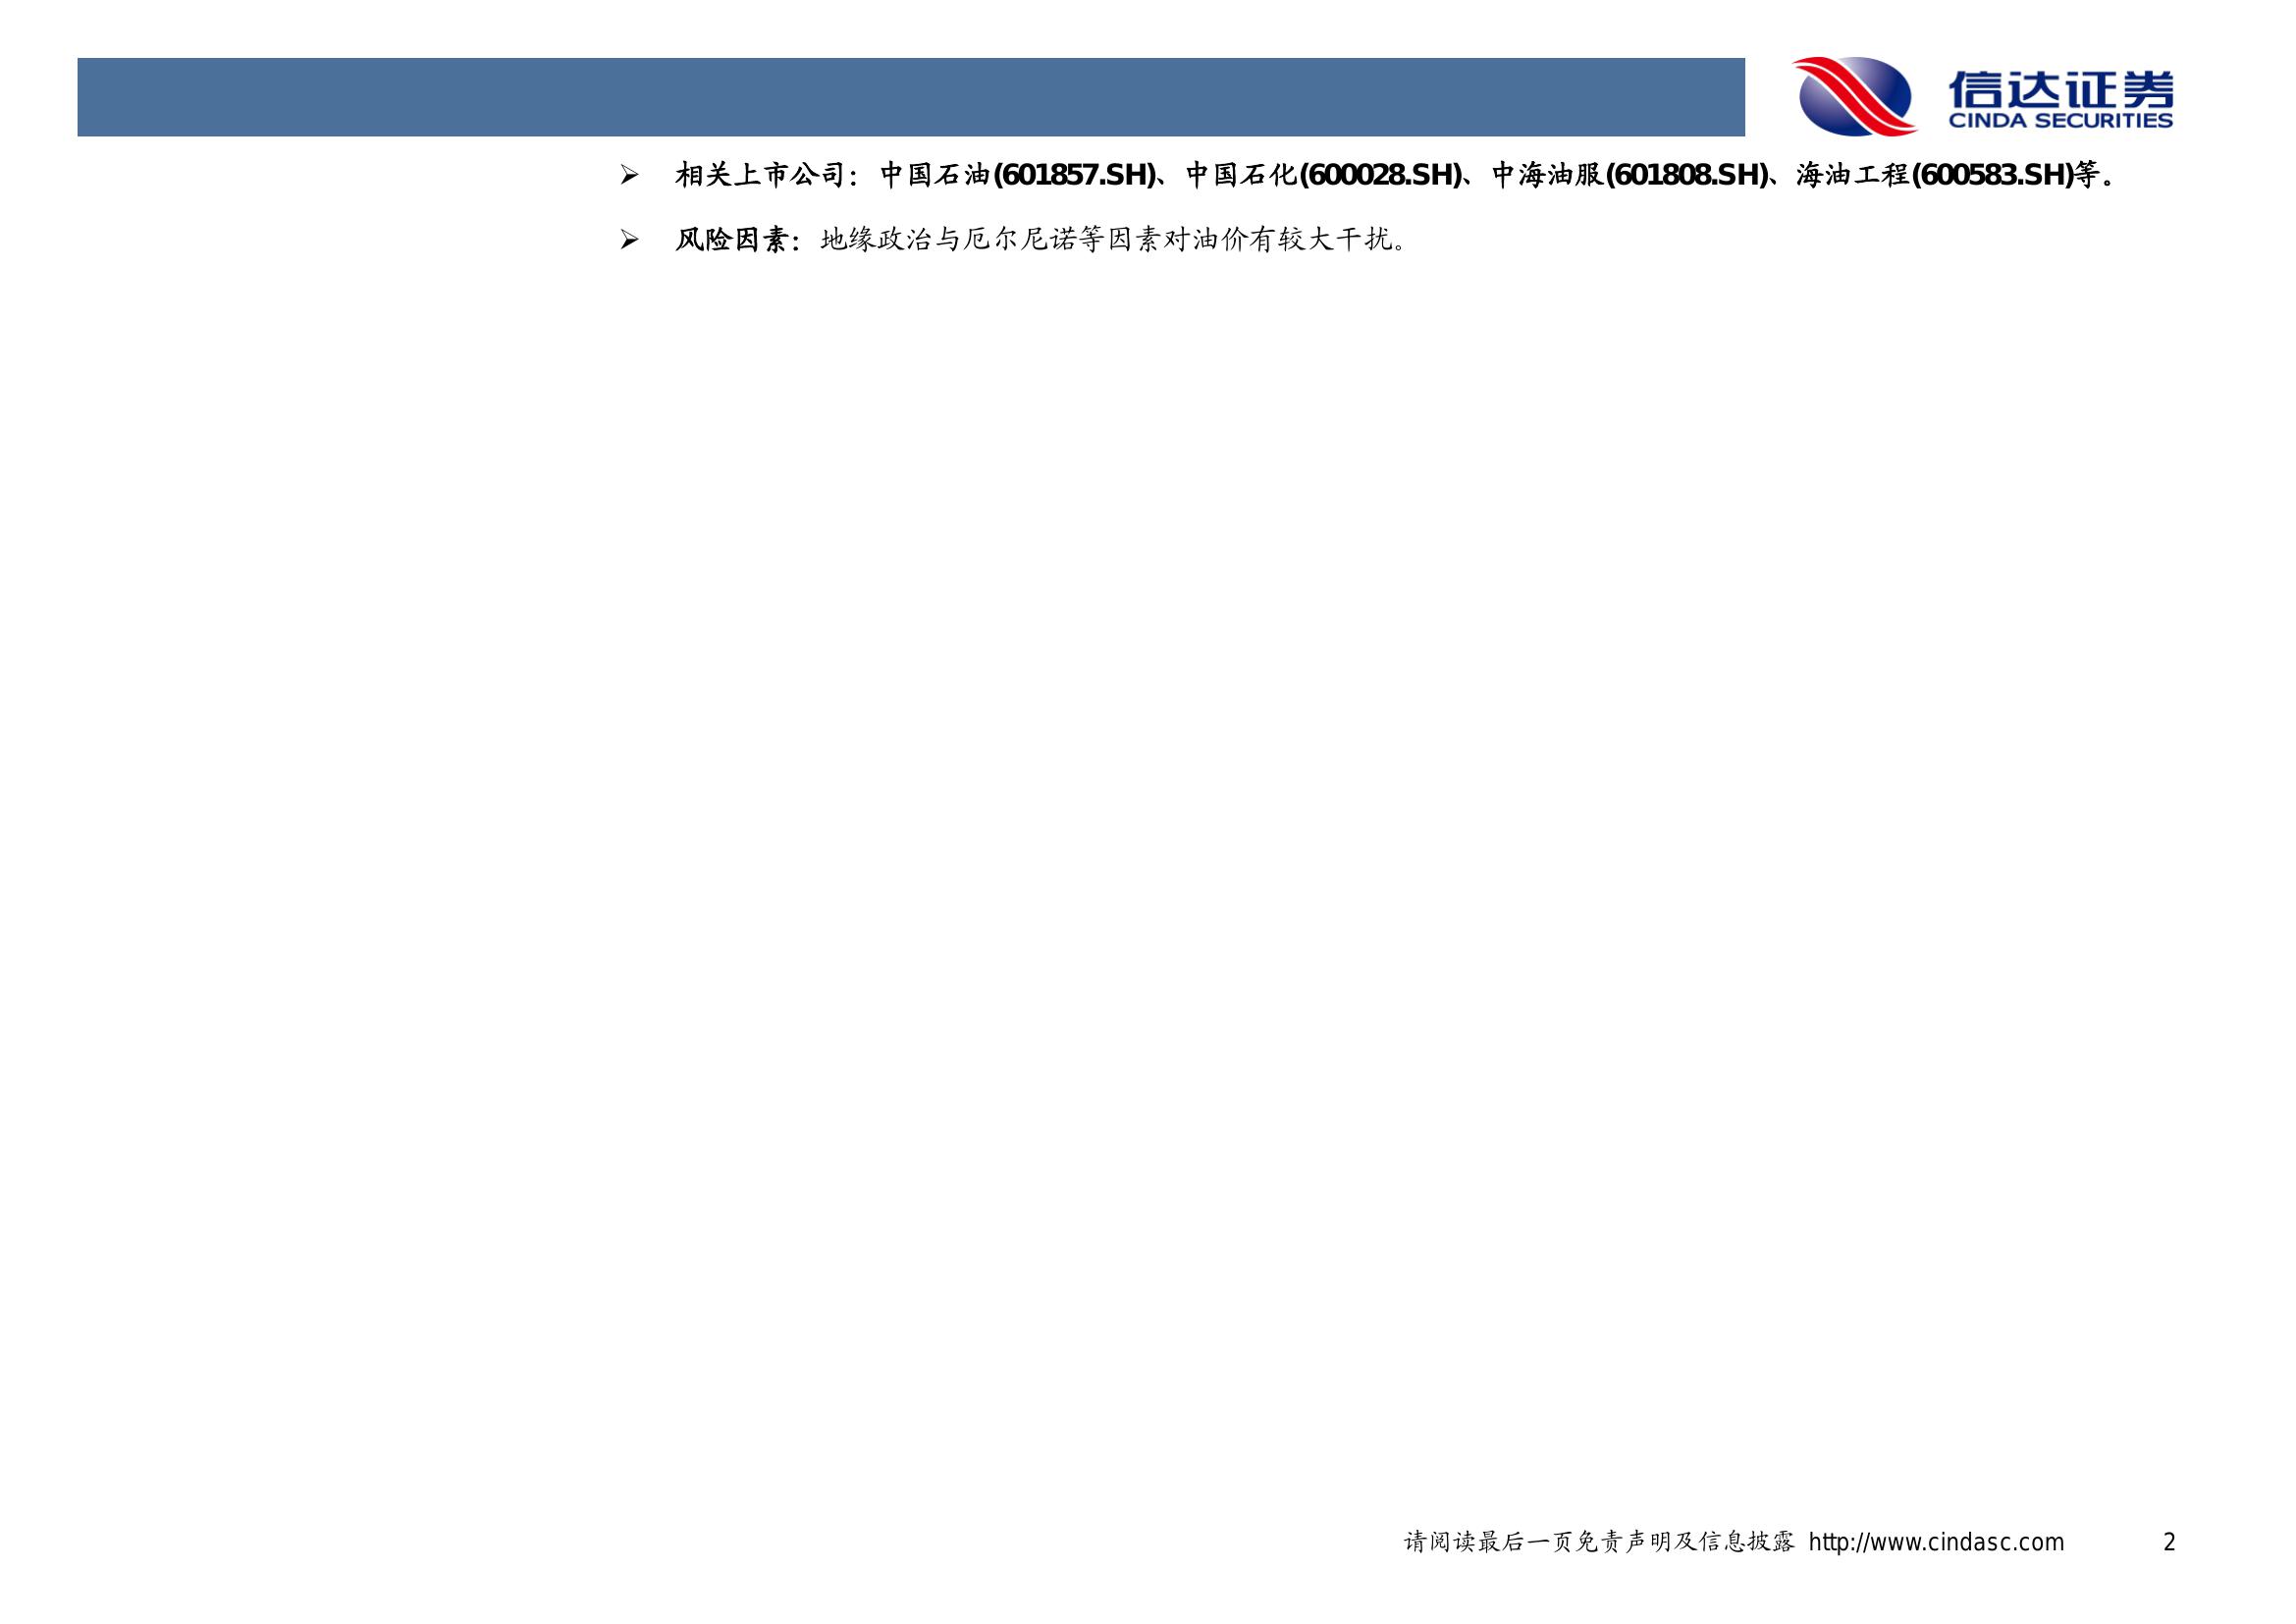 信达证券
CINDA SECURITIES
➢ 相关上市公司：中国石油(601857.SH)、中国石化(600028.SH)、中海油服(601808.SH)、海油工程(600583.SH)等。
➢ 风险因素：地缘政治与厄尔尼诺等因素对油价有较大干扰。
请阅读最后一页免责声明及信息披露 http://www.cindasc.com 2